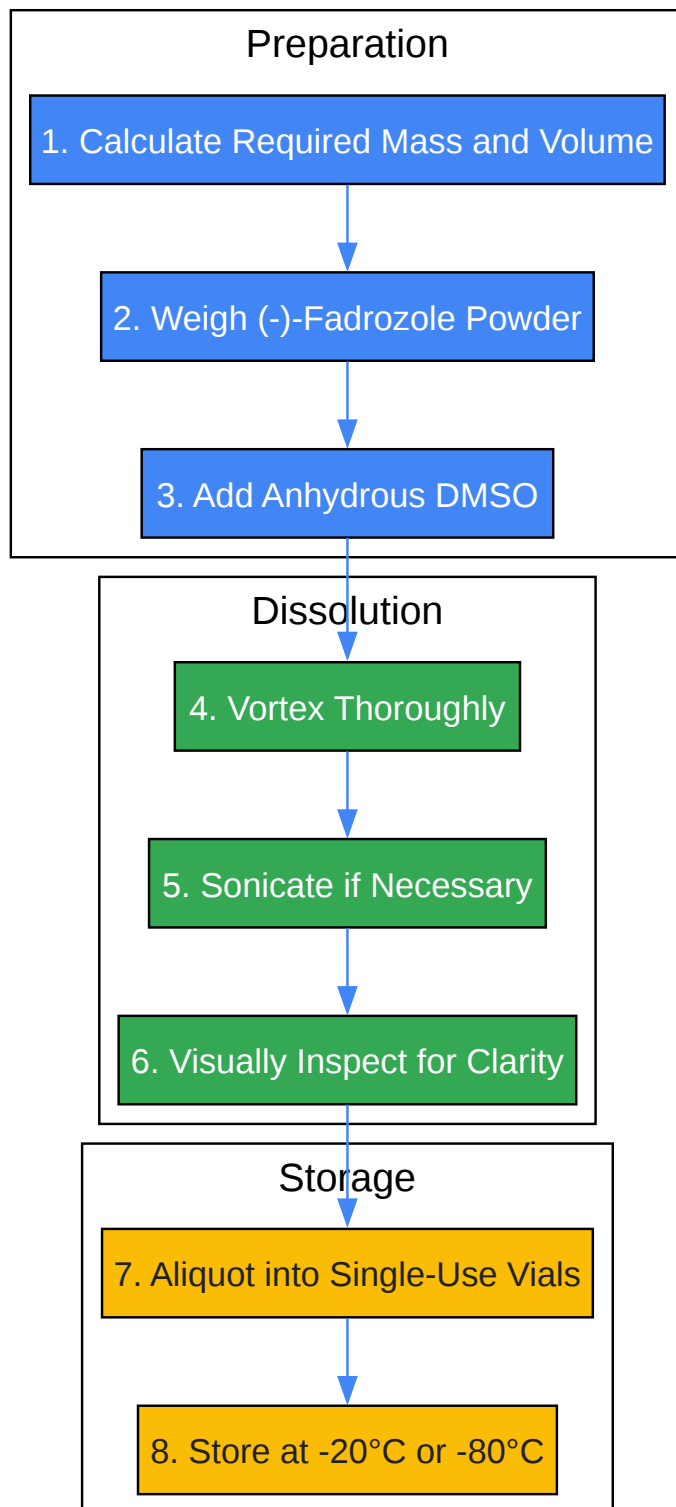 Preparation
1. Calculate Required Mass and Volume
2. Weigh (-)-Fadrozole Powder
3. Add Anhydrous DMSO
Dissolution
4. Vortex Thoroughly
5. Sonicate if Necessary
6. Visually Inspect for Clarity
Storage
7. Aliquot into Single-Use Vials
8. Store at -20°C or -80°C